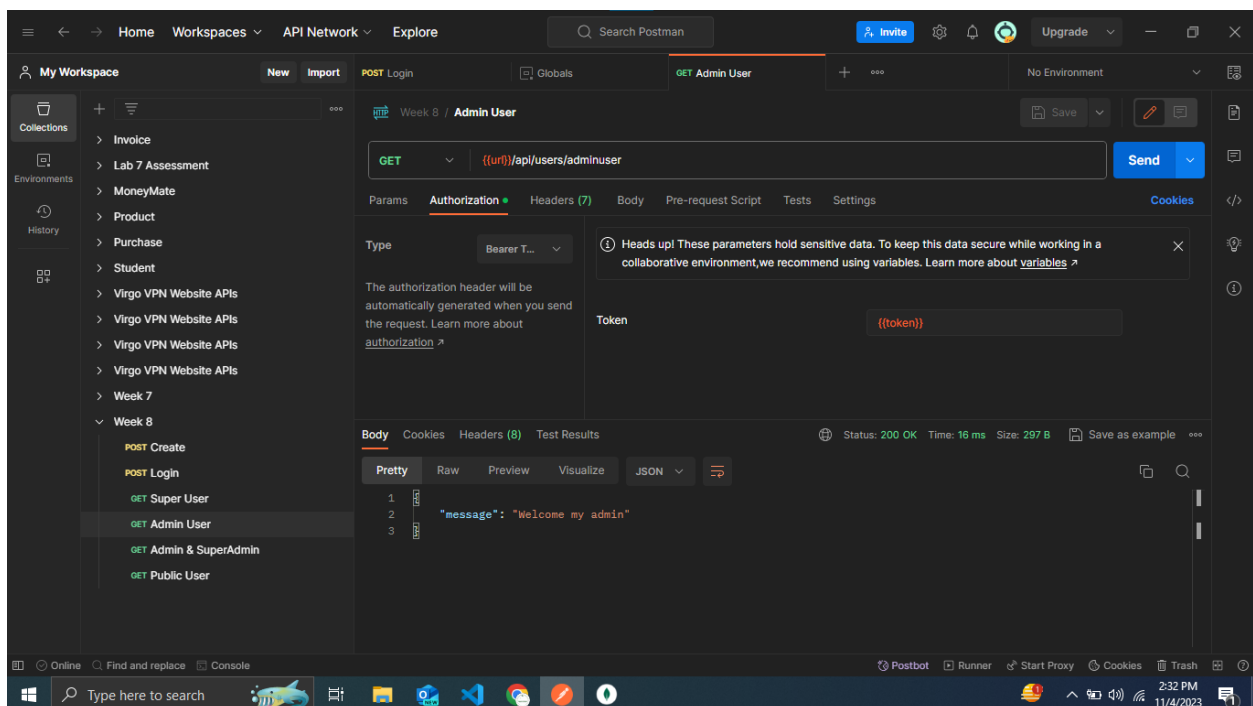 Home Workspaces API Network Explore Search Postman Invite Upgrade
My Workspace New Import POST Login Globals GET Admin User No Environment
Collections
Environments
History
Invoice
Lab 7 Assessment
MoneyMate
Product
Purchase
Student
Virgo VPN Website APIs
Virgo VPN Website APIs
Virgo VPN Website APIs
Virgo VPN Website APIs
Week 7
Week 8
POST Create
POST Login
GET Super User
GET Admin User
GET Admin & SuperAdmin
GET Public User
HTTP Week 8 / Admin User Save
GET {{url}}/api/users/adminuser Send
Params Authorization Headers (7) Body Pre-request Script Tests Settings Cookies
Type Bearer T...
The authorization header will be
automatically generated when you send
the request. Learn more about
authorization ↗
Heads up! These parameters hold sensitive data. To keep this data secure while working in a
collaborative environment,we recommend using variables. Learn more about variables ↗
Token {{token}}
Body Cookies Headers (8) Test Results Status: 200 OK Time: 16 ms Size: 297 B Save as example
Pretty Raw Preview Visualize JSON
1 {
2 "message": "Welcome my admin"
3 }
Online Find and replace Console Postbot Runner Start Proxy Cookies Trash
Type here to search NEW 2:32 PM
11/4/2023